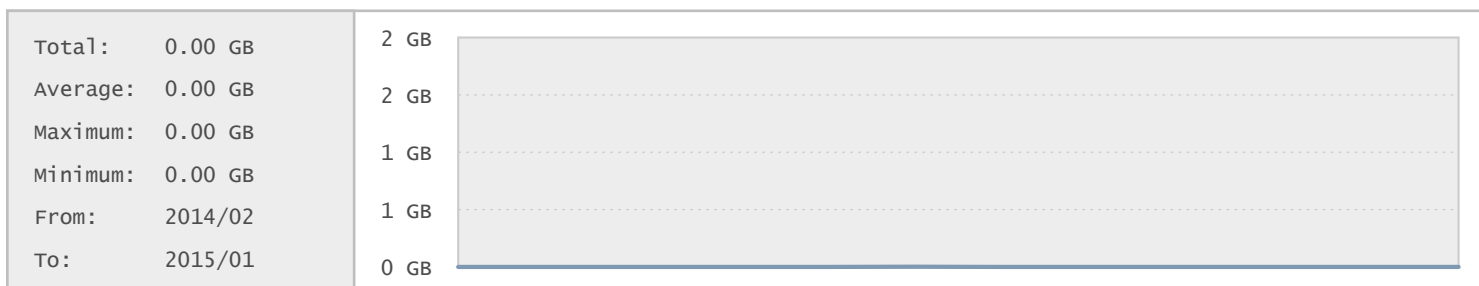 Total: 0.00 GB
Average: 0.00 GB
Maximum: 0.00 GB
Minimum: 0.00 GB
From: 2014/02
To: 2015/01
2 GB
2 GB
1 GB
1 GB
0 GB